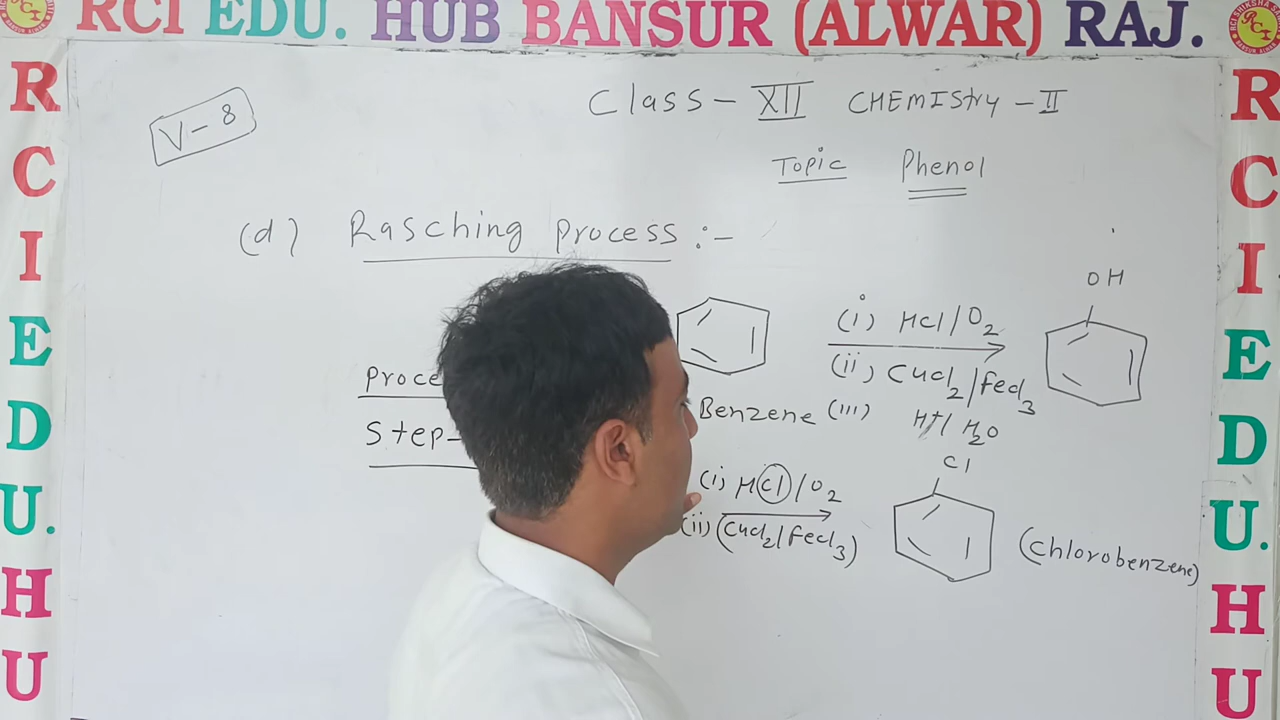 RCI EDU. HUB BANSUR (ALWAR) RAJ.
R
C
I
E
D
U.
H
U
V-8
Class - XII CHEMIStry - II
Topic Phenol
(d) Rasching Process :-
OH
(i) HCl/O2
(ii) CuCl2/FeCl3
Proce
Benzene (III) H+/H2O
Step-
Cl
(i) HCl/O2
(ii) (CuCl2/FeCl3)
(Chlorobenzene)
R
C
I
E
D
U.
H
U